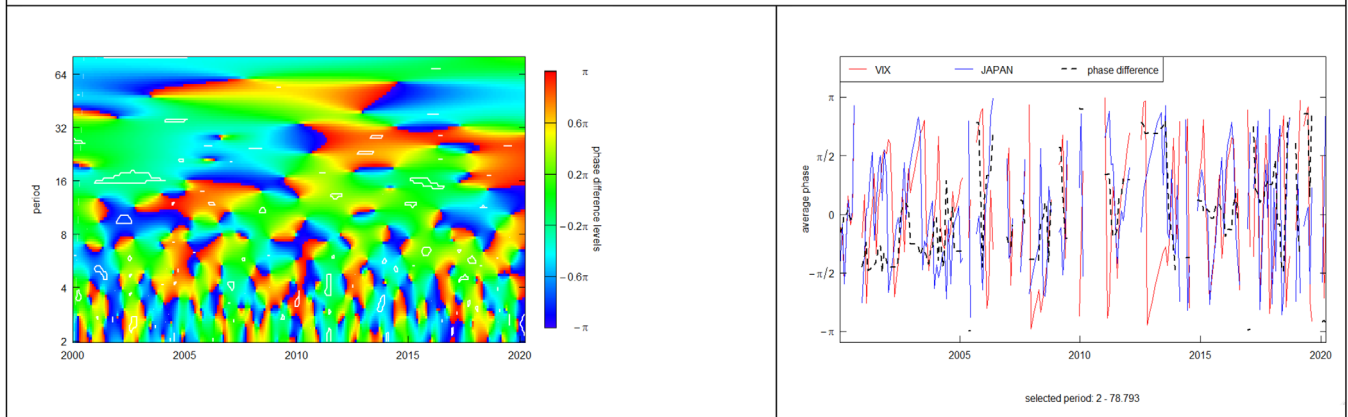 period
64
32
16
8
4
2
2000
2005
2010
2015
2020
π
0.6π
0.2π
−0.2π
−0.6π
−π
phase difference levels
VIX JAPAN phase difference
average phase
π
π/2
0
−π/2
−π
2005
2010
2015
2020
selected period: 2 - 78.793